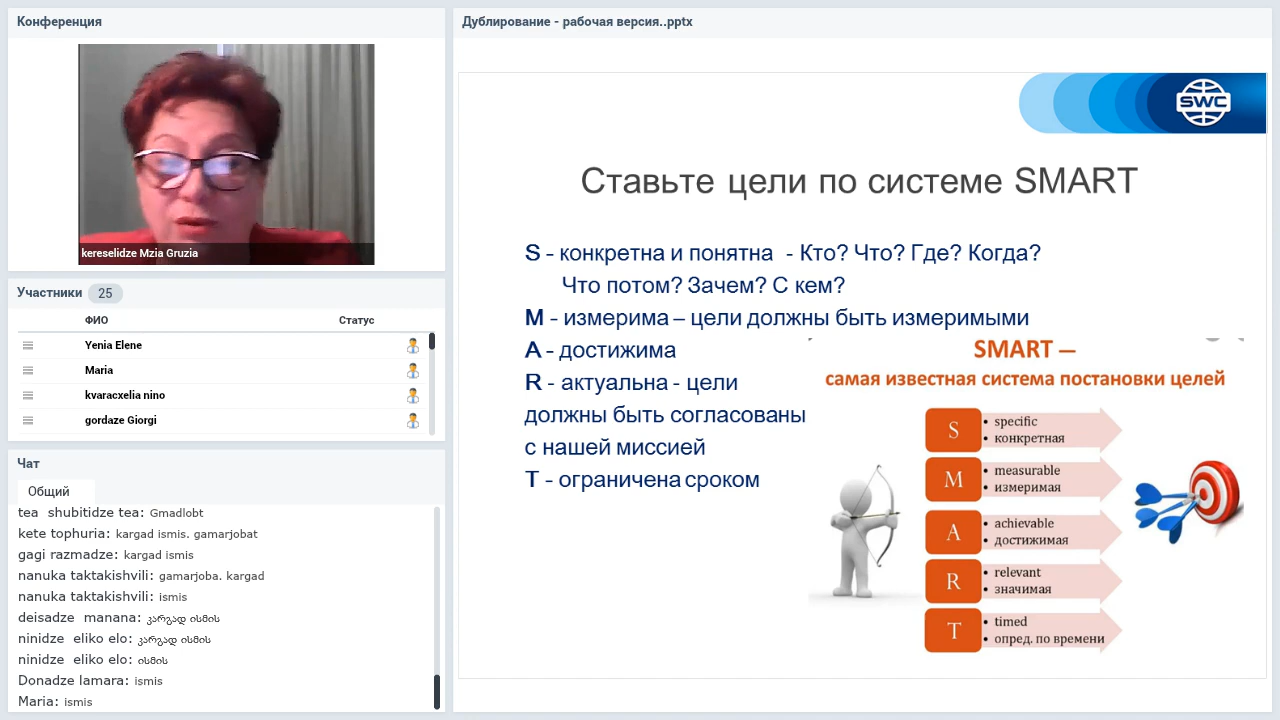 Конференция
kereselidze Mzia Gruzia
Участники 25
ФИО Статус
Yenia Elene
Maria
kvaracxelia nino
gordaze Giorgi
Чат
Общий
tea shubitidze tea: Gmadlobt
kete tophuria: kargad ismis. gamarjobat
gagi razmadze: kargad ismis
nanuka taktakishvili: gamarjoba. kargad
nanuka taktakishvili: ismis
deisadze manana: კარგად ისმის
ninidze eliko elo: კარგად ისმის
ninidze eliko elo: ისმის
Donadze lamara: ismis
Maria: ismis
Дублирование - рабочая версия..pptx
SWC
Ставьте цели по системе SMART
S - конкретна и понятна - Кто? Что? Где? Когда?
Что потом? Зачем? С кем?
M - измерима – цели должны быть измеримыми
A - достижима
R - актуальна - цели
должны быть согласованы
с нашей миссией
T - ограничена сроком
SMART —
самая известная система постановки целей
S
• specific
• конкретная
M
• measurable
• измеримая
A
• achievable
• достижимая
R
• relevant
• значимая
T
• timed
• опред. по времени